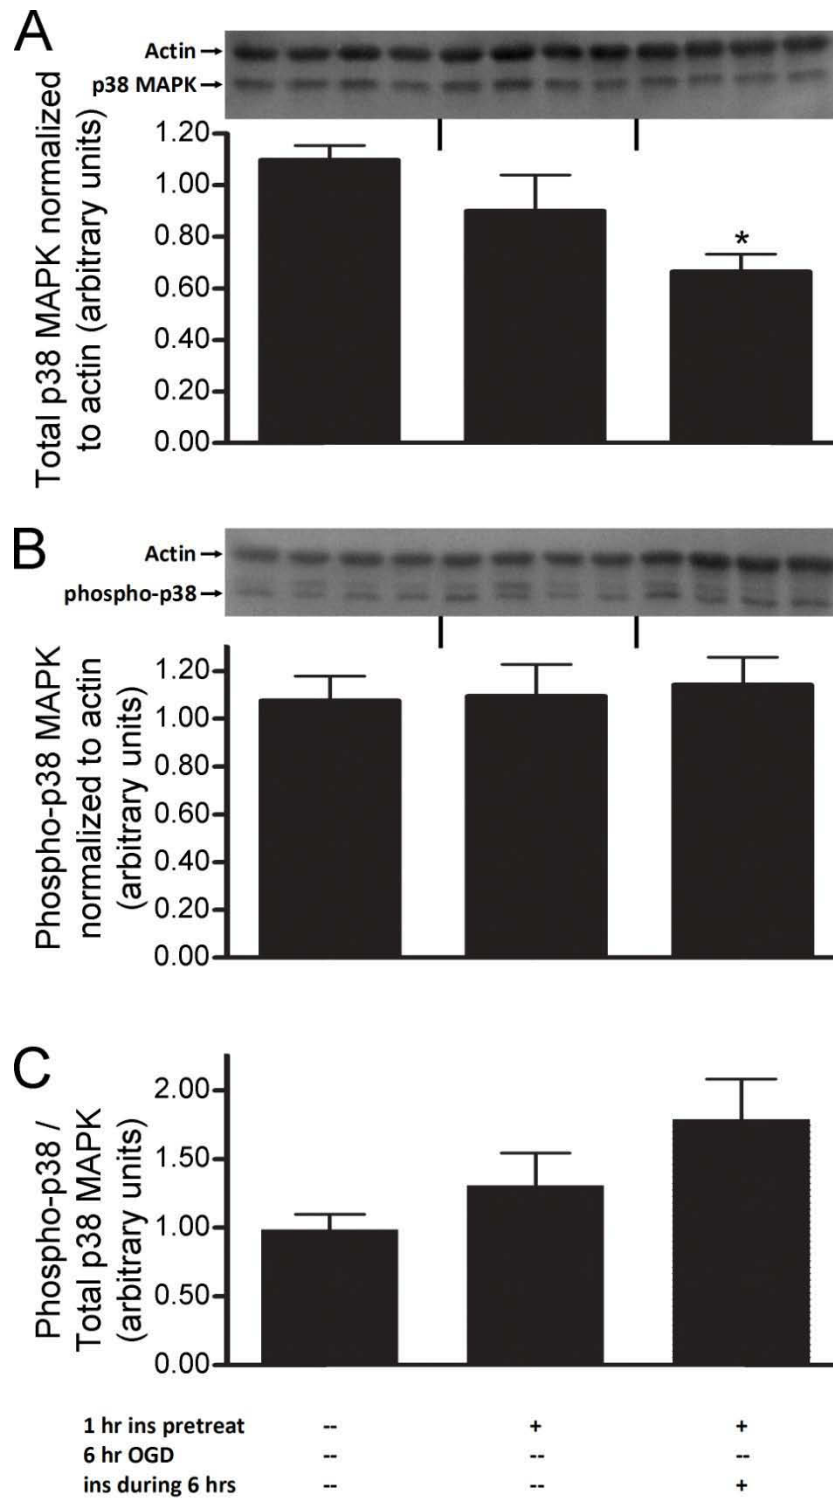 A
Actin→
p38 MAPK→
Total p38 MAPK normalized
to actin (arbitrary units)
1.20
1.00
0.80
0.60
0.40
0.20
0.00
*
B
Actin→
phospho-p38→
Phospho-p38 MAPK
normalized to actin
(arbitrary units)
1.20
1.00
0.80
0.60
0.40
0.20
0.00
C
Phospho-p38 /
Total p38 MAPK
(arbitrary units)
2.00
1.50
1.00
0.50
0.00
1 hr ins pretreat -- + +
6 hr OGD -- -- --
ins during 6 hrs -- -- +